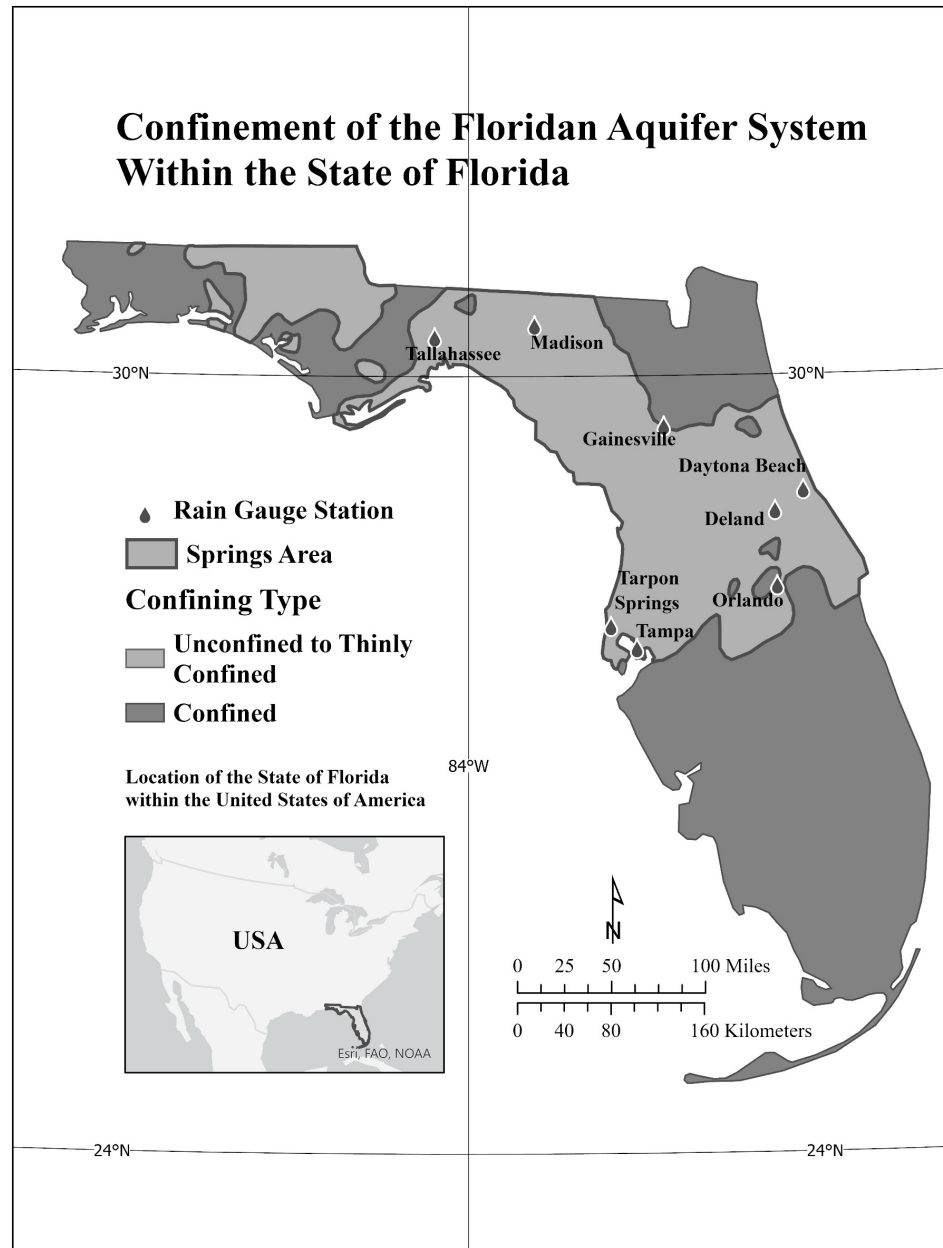 Confinement of the Floridan Aquifer System
Within the State of Florida
Tallahassee
Madison
30°N
30°N
Gainesville
Daytona Beach
Deland
Rain Gauge Station
Springs Area
Confining Type
Unconfined to Thinly
Confined
Confined
Tarpon
Springs
Orlando
Tampa
84°W
Location of the State of Florida
within the United States of America
USA
Esri, FAO, NOAA
N
0 25 50 100 Miles
0 40 80 160 Kilometers
24°N
24°N